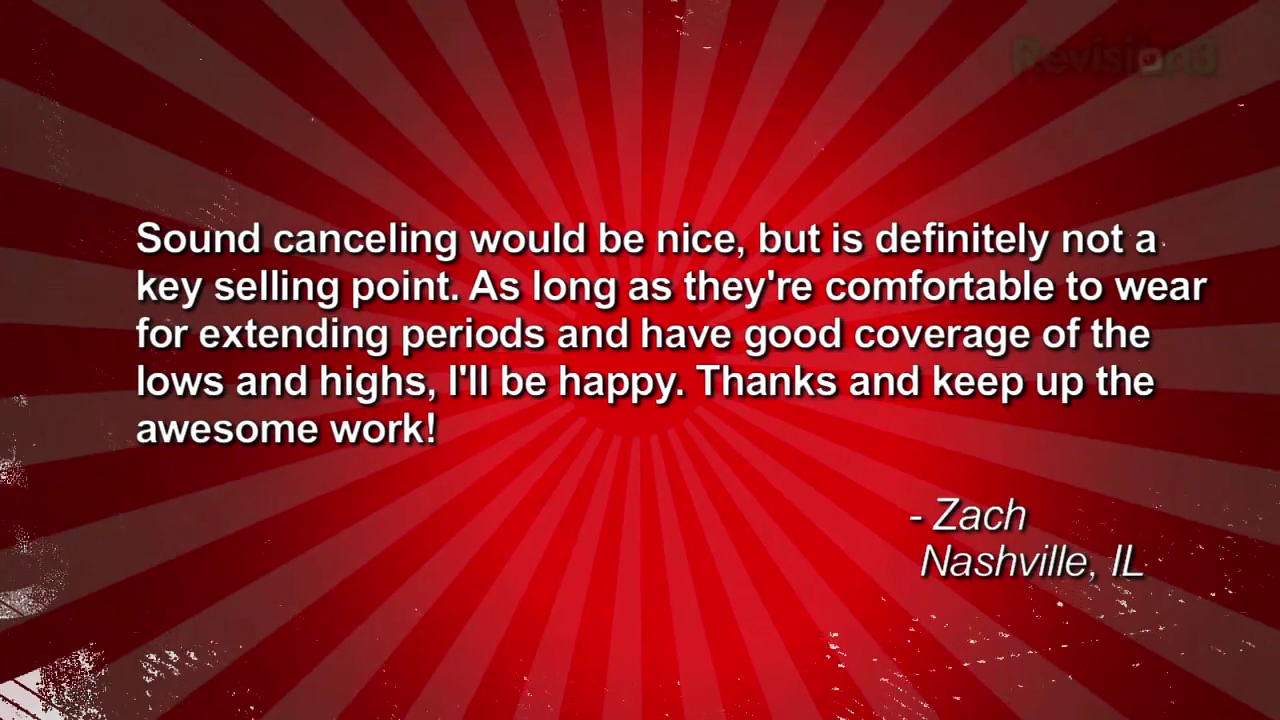 Revision3
Sound canceling would be nice, but is definitely not a
key selling point. As long as they're comfortable to wear
for extending periods and have good coverage of the
lows and highs, I'll be happy. Thanks and keep up the
awesome work!
- Zach
Nashville, IL